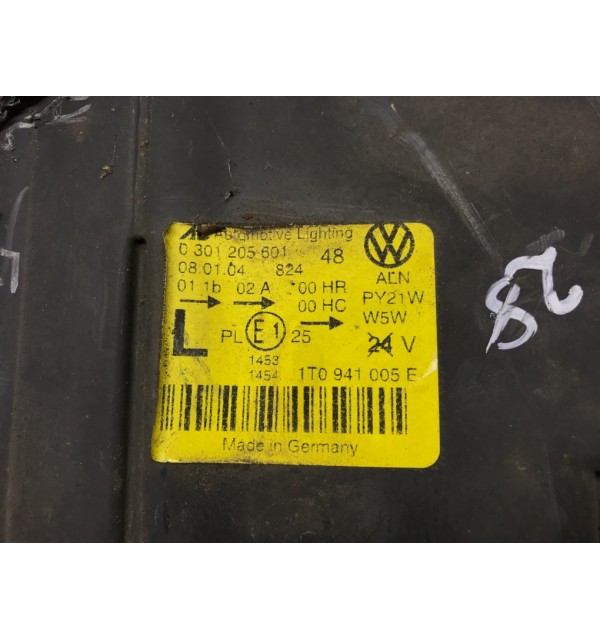 Automotive Lighting
0 301 205 601 48
08.01.04 824 ALN
01 1b 02 A 00 HR PY21W
00 HC W5W
L PL E1 25 24 V
1453
1454 1T0 941 005 E
Made in Germany